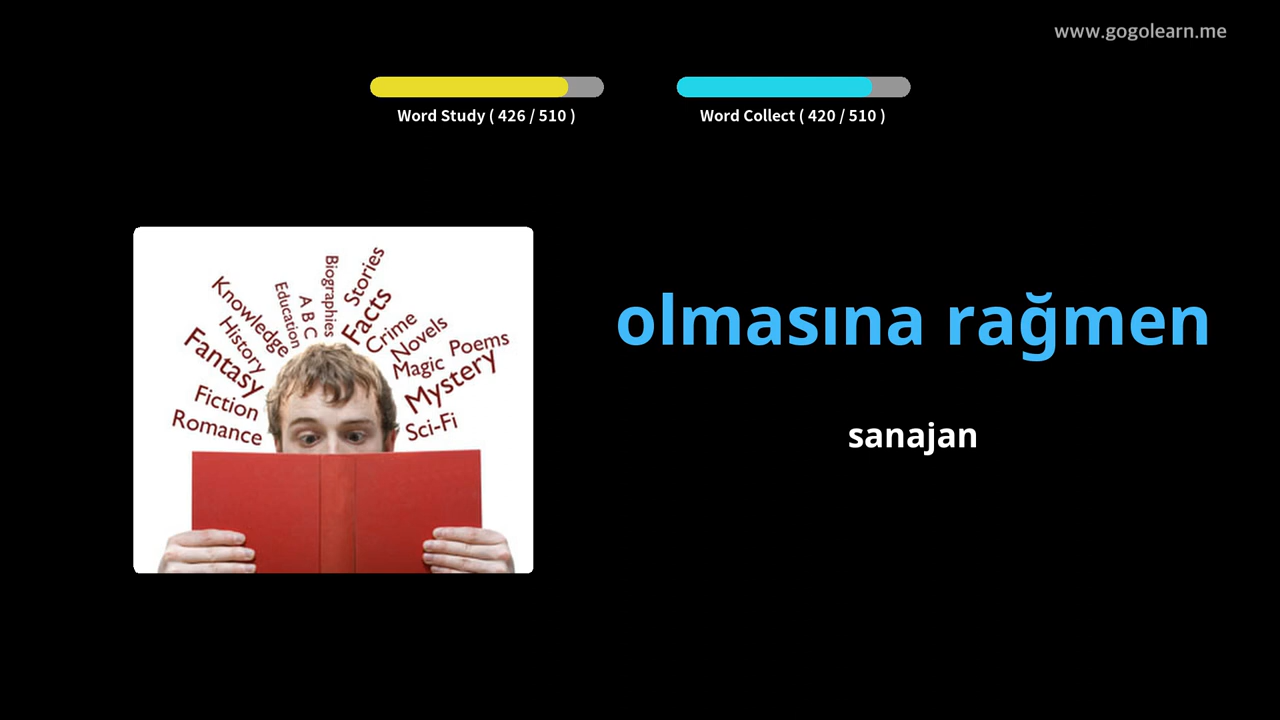 www.gogolearn.me
Word Study ( 426 / 510 )
Word Collect ( 420 / 510 )
Biographies
Stories
Education
A B C
Facts
Knowledge
Crime
History
Novels
Fantasy
Magic
Poems
Mystery
Fiction
Romance
Sci-Fi
olmasına rağmen
sanajan